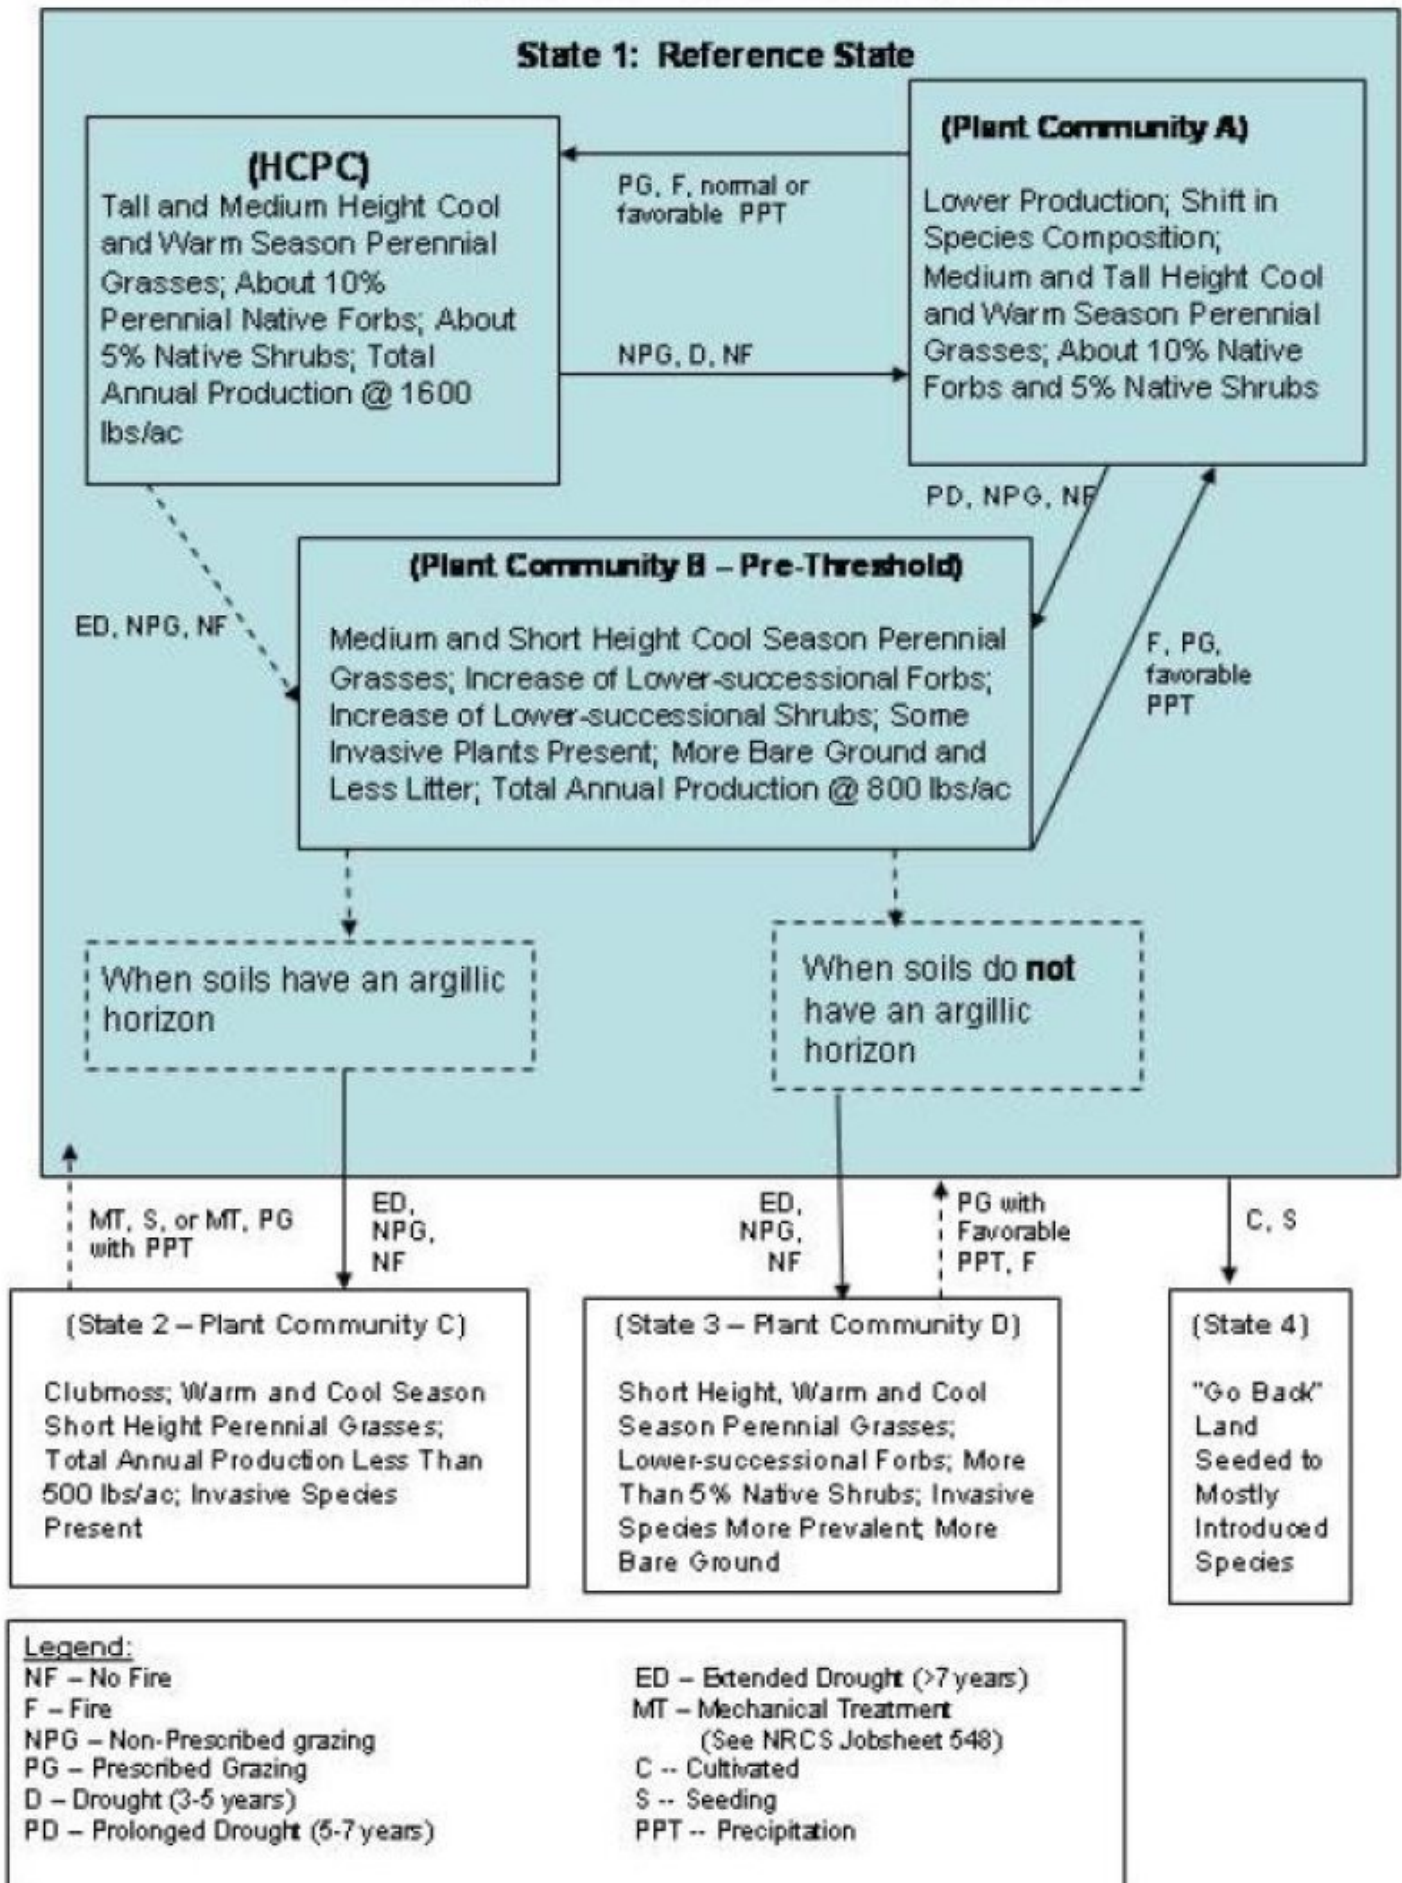 State 1: Reference State
(HCPC)
Tall and Medium Height Cool
and Warm Season Perennial
Grasses; About 10%
Perennial Native Forbs; About
5% Native Shrubs; Total
Annual Production @ 1600
lbs/ac
PG, F, normal or
favorable PPT
NPG, D, NF
(Plant Community A)
Lower Production; Shift in
Species Composition;
Medium and Tall Height Cool
and Warm Season Perennial
Grasses; About 10% Native
Forbs and 5% Native Shrubs
PD, NPG, NF
ED, NPG, NF
(Plant Community B – Pre-Threshold)
Medium and Short Height Cool Season Perennial
Grasses; Increase of Lower-successional Forbs;
Increase of Lower-successional Shrubs; Some
Invasive Plants Present; More Bare Ground and
Less Litter; Total Annual Production @ 800 lbs/ac
F, PG,
favorable
PPT
When soils have an argillic
horizon
When soils do not
have an argillic
horizon
MT, S, or MT, PG
with PPT
ED,
NPG,
NF
ED,
NPG,
NF
PG with
Favorable
PPT, F
C, S
(State 2 – Plant Community C)
Clubmoss; Warm and Cool Season
Short Height Perennial Grasses;
Total Annual Production Less Than
500 lbs/ac; Invasive Species
Present
(State 3 – Plant Community D)
Short Height, Warm and Cool
Season Perennial Grasses;
Lower-successional Forbs; More
Than 5% Native Shrubs; Invasive
Species More Prevalent; More
Bare Ground
(State 4)
"Go Back"
Land
Seeded to
Mostly
Introduced
Species
Legend:
NF – No Fire
F – Fire
NPG – Non-Prescribed grazing
PG – Prescribed Grazing
D – Drought (3-5 years)
PD – Prolonged Drought (5-7 years)
ED – Extended Drought (>7 years)
MT – Mechanical Treatment
(See NRCS Jobsheet 548)
C -- Cultivated
S -- Seeding
PPT -- Precipitation